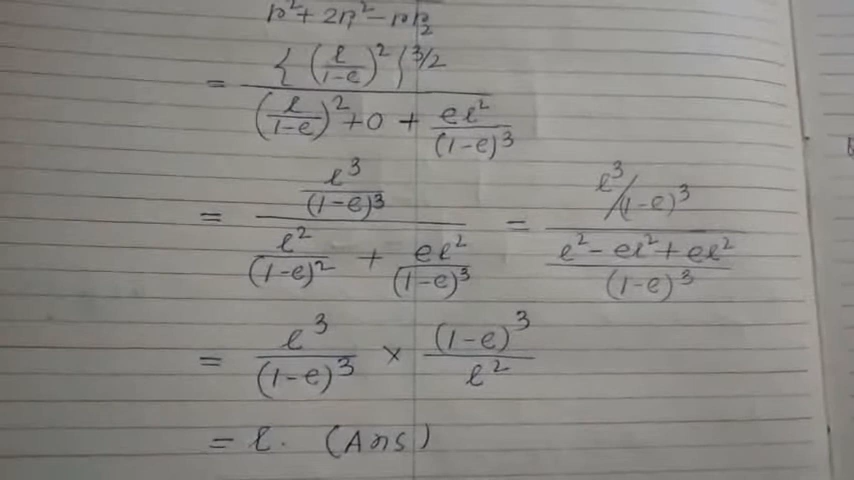 r² + 2r₁² - rr₂
= { (l/(1-e))² }^3/2 / (l/(1-e))² + 0 + el²/(1-e)³
= l³/(1-e)³ / l²/(1-e)² + el²/(1-e)³ = l³/(1-e)³ / l² - el² + el²/(1-e)³
= l³/(1-e)³ × (1-e)³/l²
= l. (Ans)